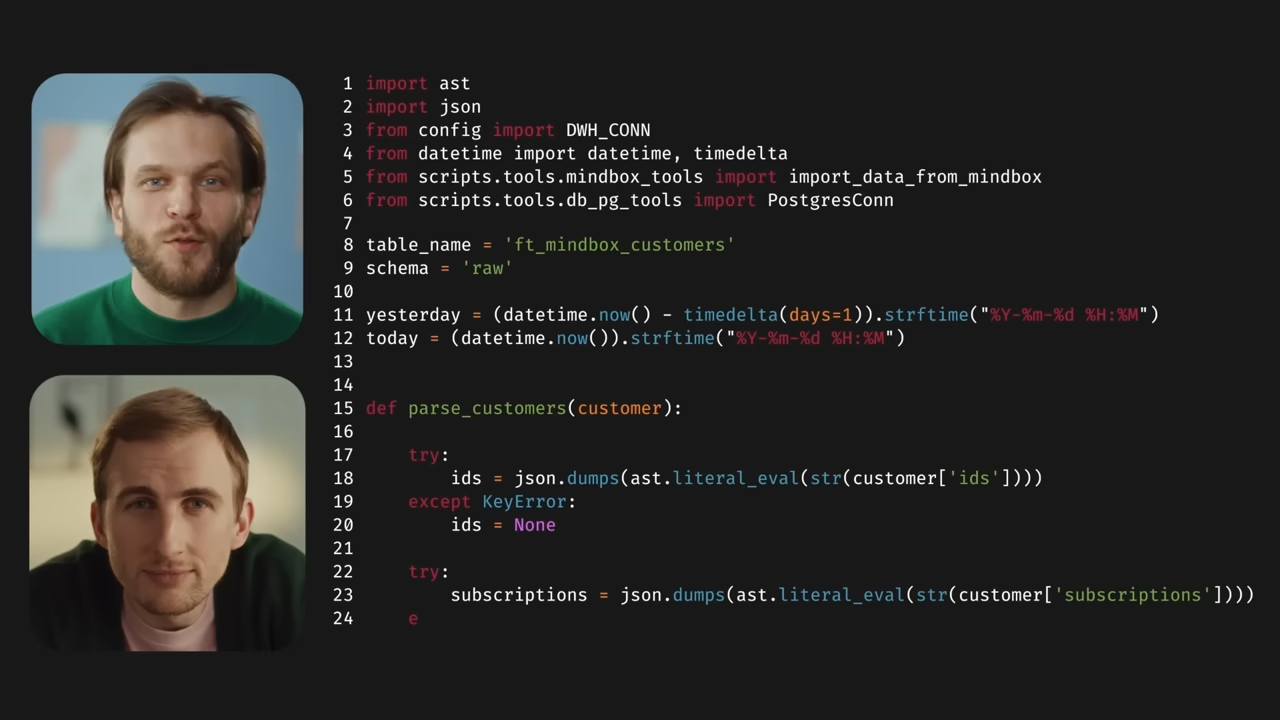 1 import ast
2 import json
3 from config import DWH_CONN
4 from datetime import datetime, timedelta
5 from scripts.tools.mindbox_tools import import_data_from_mindbox
6 from scripts.tools.db_pg_tools import PostgresConn
7
8 table_name = 'ft_mindbox_customers'
9 schema = 'raw'
10
11 yesterday = (datetime.now() - timedelta(days=1)).strftime("%Y-%m-%d %H:%M")
12 today = (datetime.now()).strftime("%Y-%m-%d %H:%M")
13
14
15 def parse_customers(customer):
16
17     try:
18         ids = json.dumps(ast.literal_eval(str(customer['ids'])))
19     except KeyError:
20         ids = None
21
22     try:
23         subscriptions = json.dumps(ast.literal_eval(str(customer['subscriptions'])))
24     e